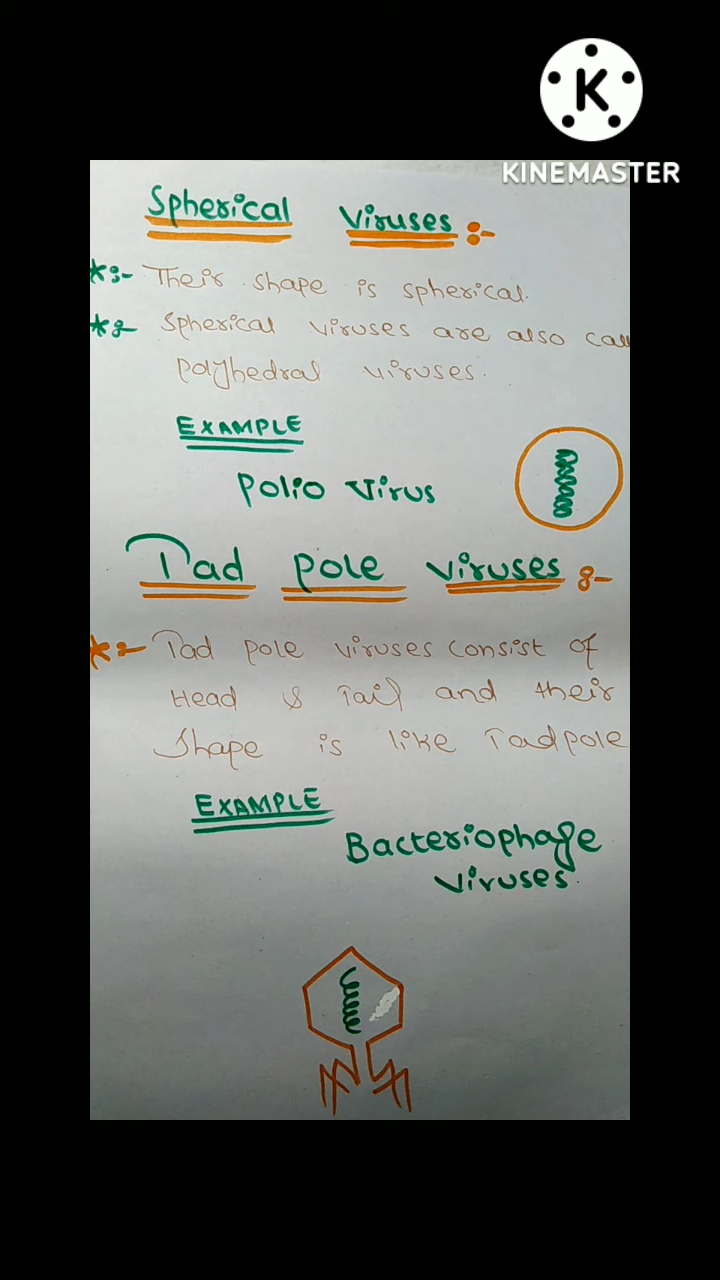 K
KINEMASTER
Spherical Viruses :-
*:- Their shape is spherical.
*:- Spherical viruses are also call
Polyhedral viruses.
EXAMPLE
Polio Virus
Tad pole viruses :-
*:- Tad pole viruses consist of
Head & Tail and their
Shape is like Tadpole
EXAMPLE
Bacteriophage
Viruses.